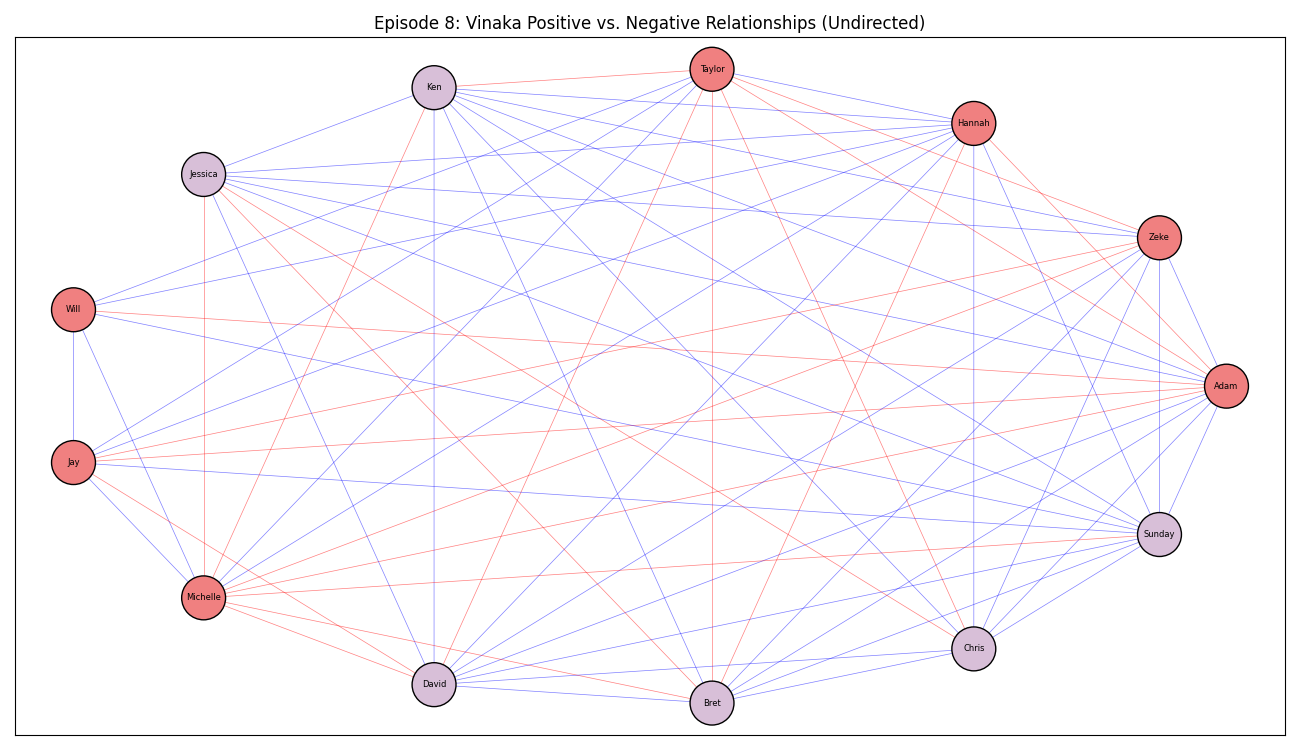 Episode 8: Vinaka Positive vs. Negative Relationships (Undirected)
Taylor
Ken
Hannah
Jessica
Zeke
Will
Adam
Jay
Sunday
Michelle
Chris
David
Bret